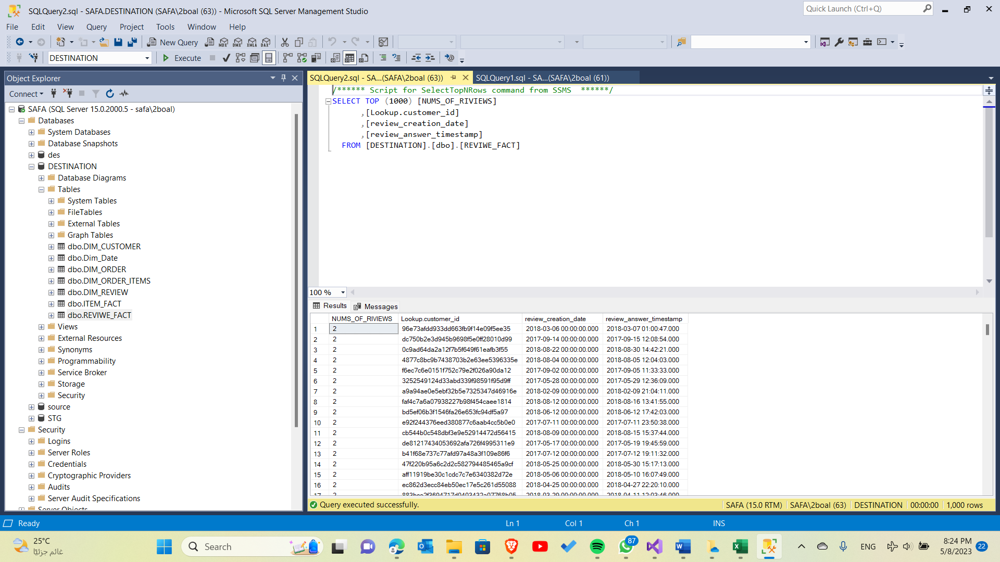 SQLQuery2.sql - SAFA.DESTINATION (SAFA\2boal (63)) - Microsoft SQL Server Management Studio
Quick Launch (Ctrl+Q)
File Edit View Query Project Tools Window Help
New Query MDX DMX XMLA DAX
DESTINATION Execute
Object Explorer
Connect
SAFA (SQL Server 15.0.2000.5 - safa\2boal)
Databases
System Databases
Database Snapshots
des
DESTINATION
Database Diagrams
Tables
System Tables
FileTables
External Tables
Graph Tables
dbo.DIM_CUSTOMER
dbo.Dim_Date
dbo.DIM_ORDER
dbo.DIM_ORDER_ITEMS
dbo.DIM_REVIEW
dbo.ITEM_FACT
dbo.REVIWE_FACT
Views
External Resources
Synonyms
Programmability
Service Broker
Storage
Security
source
STG
Security
Logins
Server Roles
Credentials
Cryptographic Providers
Audits
Server Audit Specifications
Server Objects
SQLQuery2.sql - SA...(SAFA\2boal (63)) SQLQuery1.sql - SA...(SAFA\2boal (61))
/****** Script for SelectTopNRows command from SSMS ******/
SELECT TOP (1000) [NUMS_OF_RIVIEWS]
,[Lookup.customer_id]
,[review_creation_date]
,[review_answer_timestamp]
FROM [DESTINATION].[dbo].[REVIWE_FACT]
100 %
Results Messages
NUMS_OF_RIVIEWS Lookup.customer_id review_creation_date review_answer_timestamp
1 2 96e73afdd933dd663fb9f14e09f5ee35 2018-03-06 00:00:00.000 2018-03-07 01:00:47.000
2 2 dc750b2e3d945b9698f5e0ff28010d99 2017-09-14 00:00:00.000 2017-09-15 12:08:54.000
3 2 0c9ad64da2a12f7b5f649f61eafb3f55 2018-08-22 00:00:00.000 2018-08-30 14:42:21.000
4 2 4877c8bc9b7438703b2e63ee5396335e 2018-08-04 00:00:00.000 2018-08-05 12:04:03.000
5 2 f6ec7c6e0151f752c79e2f026a90da12 2017-09-02 00:00:00.000 2017-09-05 11:33:33.000
6 2 3252549124d33abd339f98591f95d9ff 2017-05-28 00:00:00.000 2017-05-29 12:36:09.000
7 2 a9a94ae0e5ebf32b5e7325347d46916e 2018-02-09 00:00:00.000 2018-02-09 21:04:11.000
8 2 faf4c7a6a07938227b98f454caee1814 2018-08-12 00:00:00.000 2018-08-16 13:41:55.000
9 2 bd5ef06b3f1546fa26e653fc94df5a97 2018-06-12 00:00:00.000 2018-06-12 17:42:03.000
10 2 e92f244376eed380877c6aab4cc5b0e0 2017-07-11 00:00:00.000 2017-07-11 23:50:38.000
11 2 cb544b0c548dbf3e9e52914472d56415 2018-08-09 00:00:00.000 2018-08-15 15:37:44.000
12 2 de81217434053692afa726f4995311e9 2017-05-17 00:00:00.000 2017-05-19 19:45:59.000
13 2 b41f68e737c77afd97a48a3f109e86f6 2017-07-12 00:00:00.000 2017-07-12 19:11:32.000
14 2 47f220b95a6c2d2c582794485465a9cf 2018-05-25 00:00:00.000 2018-05-30 15:17:13.000
15 2 aff11919be30c1cdc7c7e6340382d72e 2018-05-06 00:00:00.000 2018-05-10 16:07:49.000
16 2 ec862d3ecc84eb50ec17e5c261d55088 2018-04-25 00:00:00.000 2018-04-27 22:20:10.000
17 2 2018-03-29 00:00:00.000 2018-04-11 12:03:46.000
Query executed successfully. SAFA (15.0 RTM) SAFA\2boal (63) DESTINATION 00:00:00 1,000 rows
Ready Ln 1 Col 1 Ch 1 INS
25°C
غائم جزئيًا
Search
87
ENG
8:24 PM
5/8/2023
22